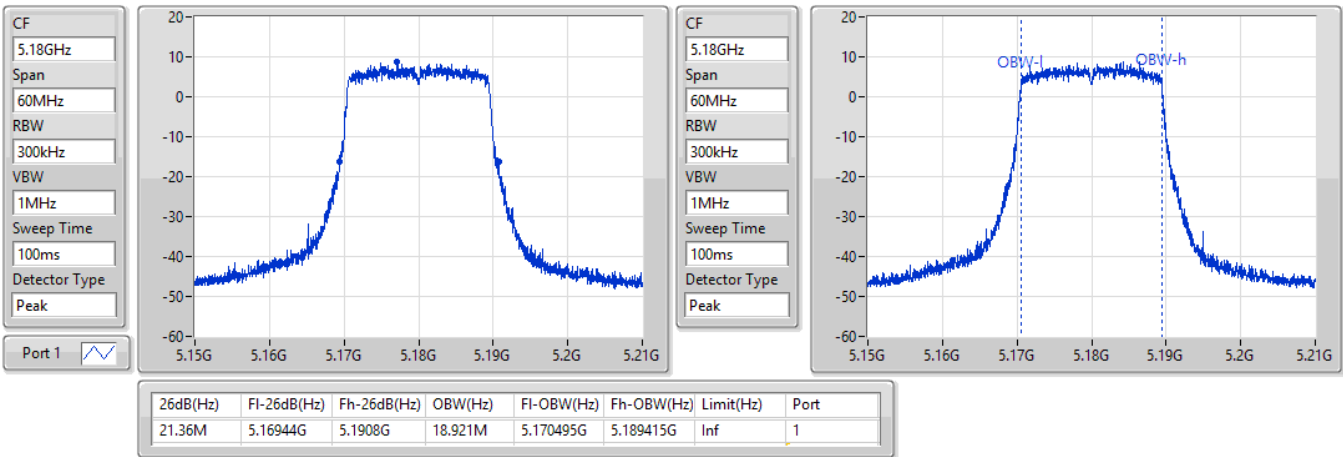 CF
5.18GHz
Span
60MHz
RBW
300kHz
VBW
1MHz
Sweep Time
100ms
Detector Type
Peak
Port 1
20
10
0
-10
-20
-30
-40
-50
-60
5.15G 5.16G 5.17G 5.18G 5.19G 5.2G 5.21G
CF
5.18GHz
Span
60MHz
RBW
300kHz
VBW
1MHz
Sweep Time
100ms
Detector Type
Peak
20
10
0
-10
-20
-30
-40
-50
-60
OBW-l OBW-h
5.15G 5.16G 5.17G 5.18G 5.19G 5.2G 5.21G
26dB(Hz) Fl-26dB(Hz) Fh-26dB(Hz) OBW(Hz) Fl-OBW(Hz) Fh-OBW(Hz) Limit(Hz) Port
21.36M 5.16944G 5.1908G 18.921M 5.170495G 5.189415G Inf 1